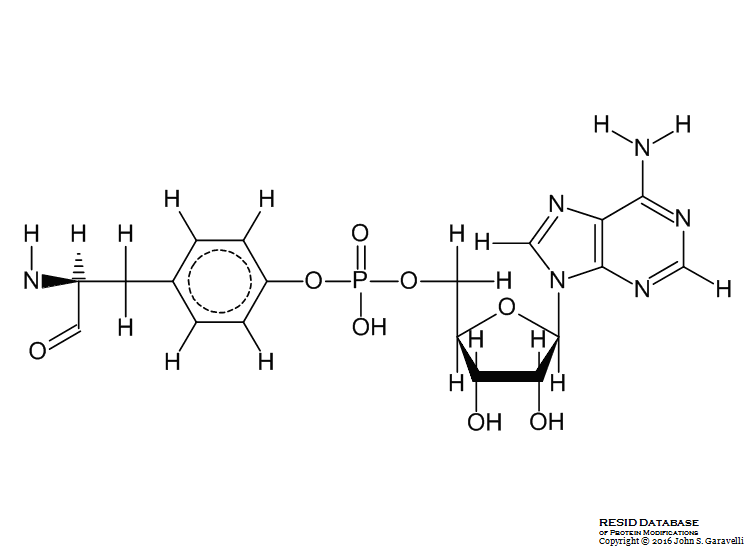 H H
N
H H H H H O H H N N
N O P O H O N N H
H OH H H
O H H H H
OH OH
RESID DATABASE
OF PROTEIN MODIFICATIONS
Copyright © 2016 John S. Garavelli